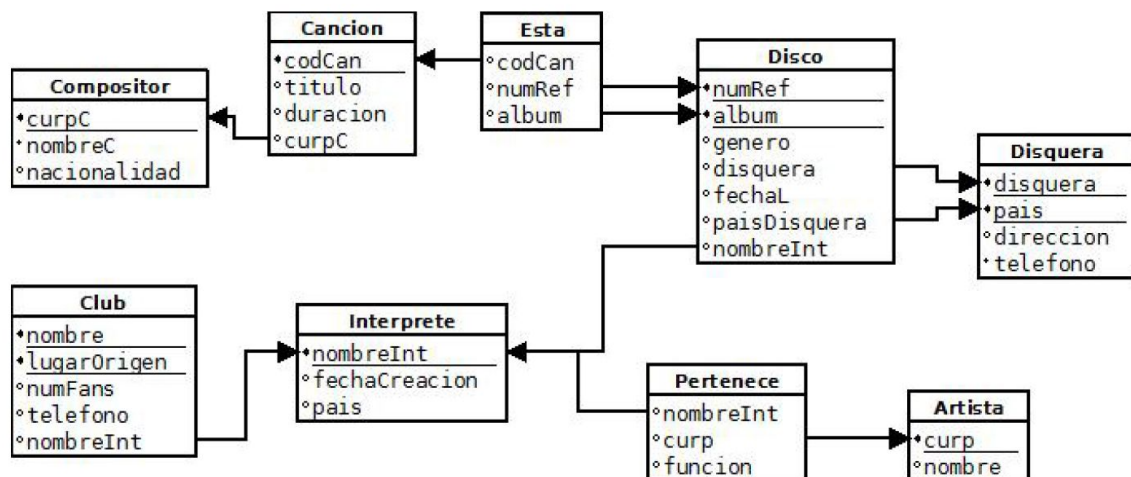 Compositor
curpC
nombreC
nacionalidad
Cancion
codCan
titulo
duracion
curpC
Esta
codCan
numRef
album
Disco
numRef
album
genero
disquera
fechaL
paisDisquera
nombreInt
Disquera
disquera
pais
direccion
telefono
Club
nombre
lugarOrigen
numFans
telefono
nombreInt
Interprete
nombreInt
fechaCreacion
pais
Pertenece
nombreInt
curp
funcion
Artista
curp
nombre